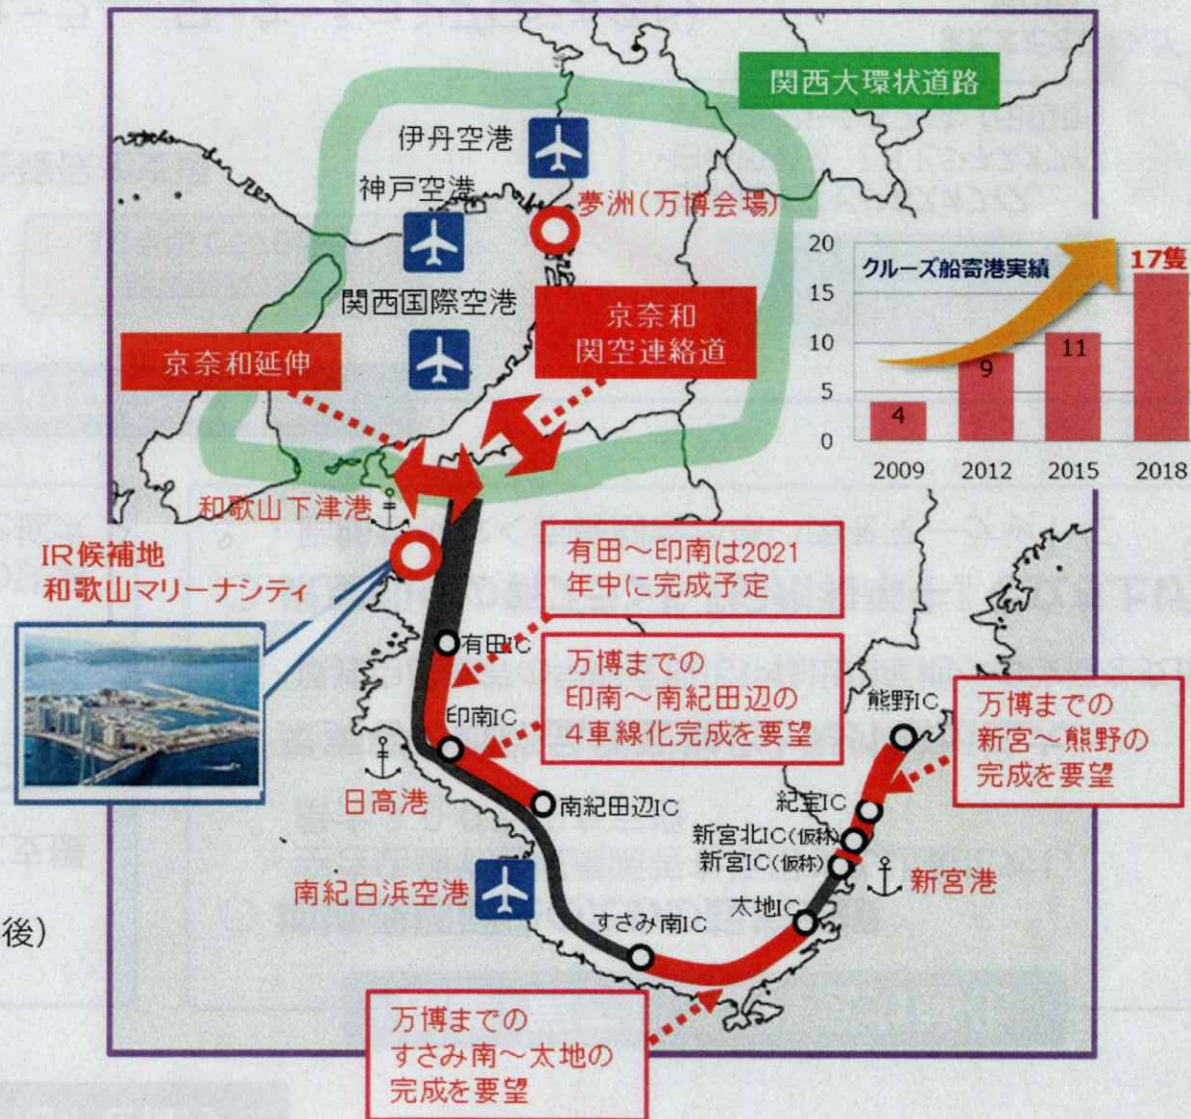 関西大環状道路
伊丹空港
神戸空港
夢洲(万博会場)
関西国際空港
京奈和
関空連絡道
京奈和延伸
クルーズ船寄港実績
17隻
20
15
10
5
0
4
9
11
2009
2012
2015
2018
和歌山下津港
IR候補地
和歌山マリーナシティ
有田～印南は2021
年中に完成予定
有田IC
万博までの
印南～南紀田辺の
4車線化完成を要望
印南IC
日高港
南紀田辺IC
熊野IC
万博までの
新宮～熊野の
完成を要望
紀宝IC
新宮北IC(仮称)
新宮IC(仮称)
新宮港
南紀白浜空港
太地IC
すさみ南IC
後)
万博までの
すさみ南～太地の
完成を要望